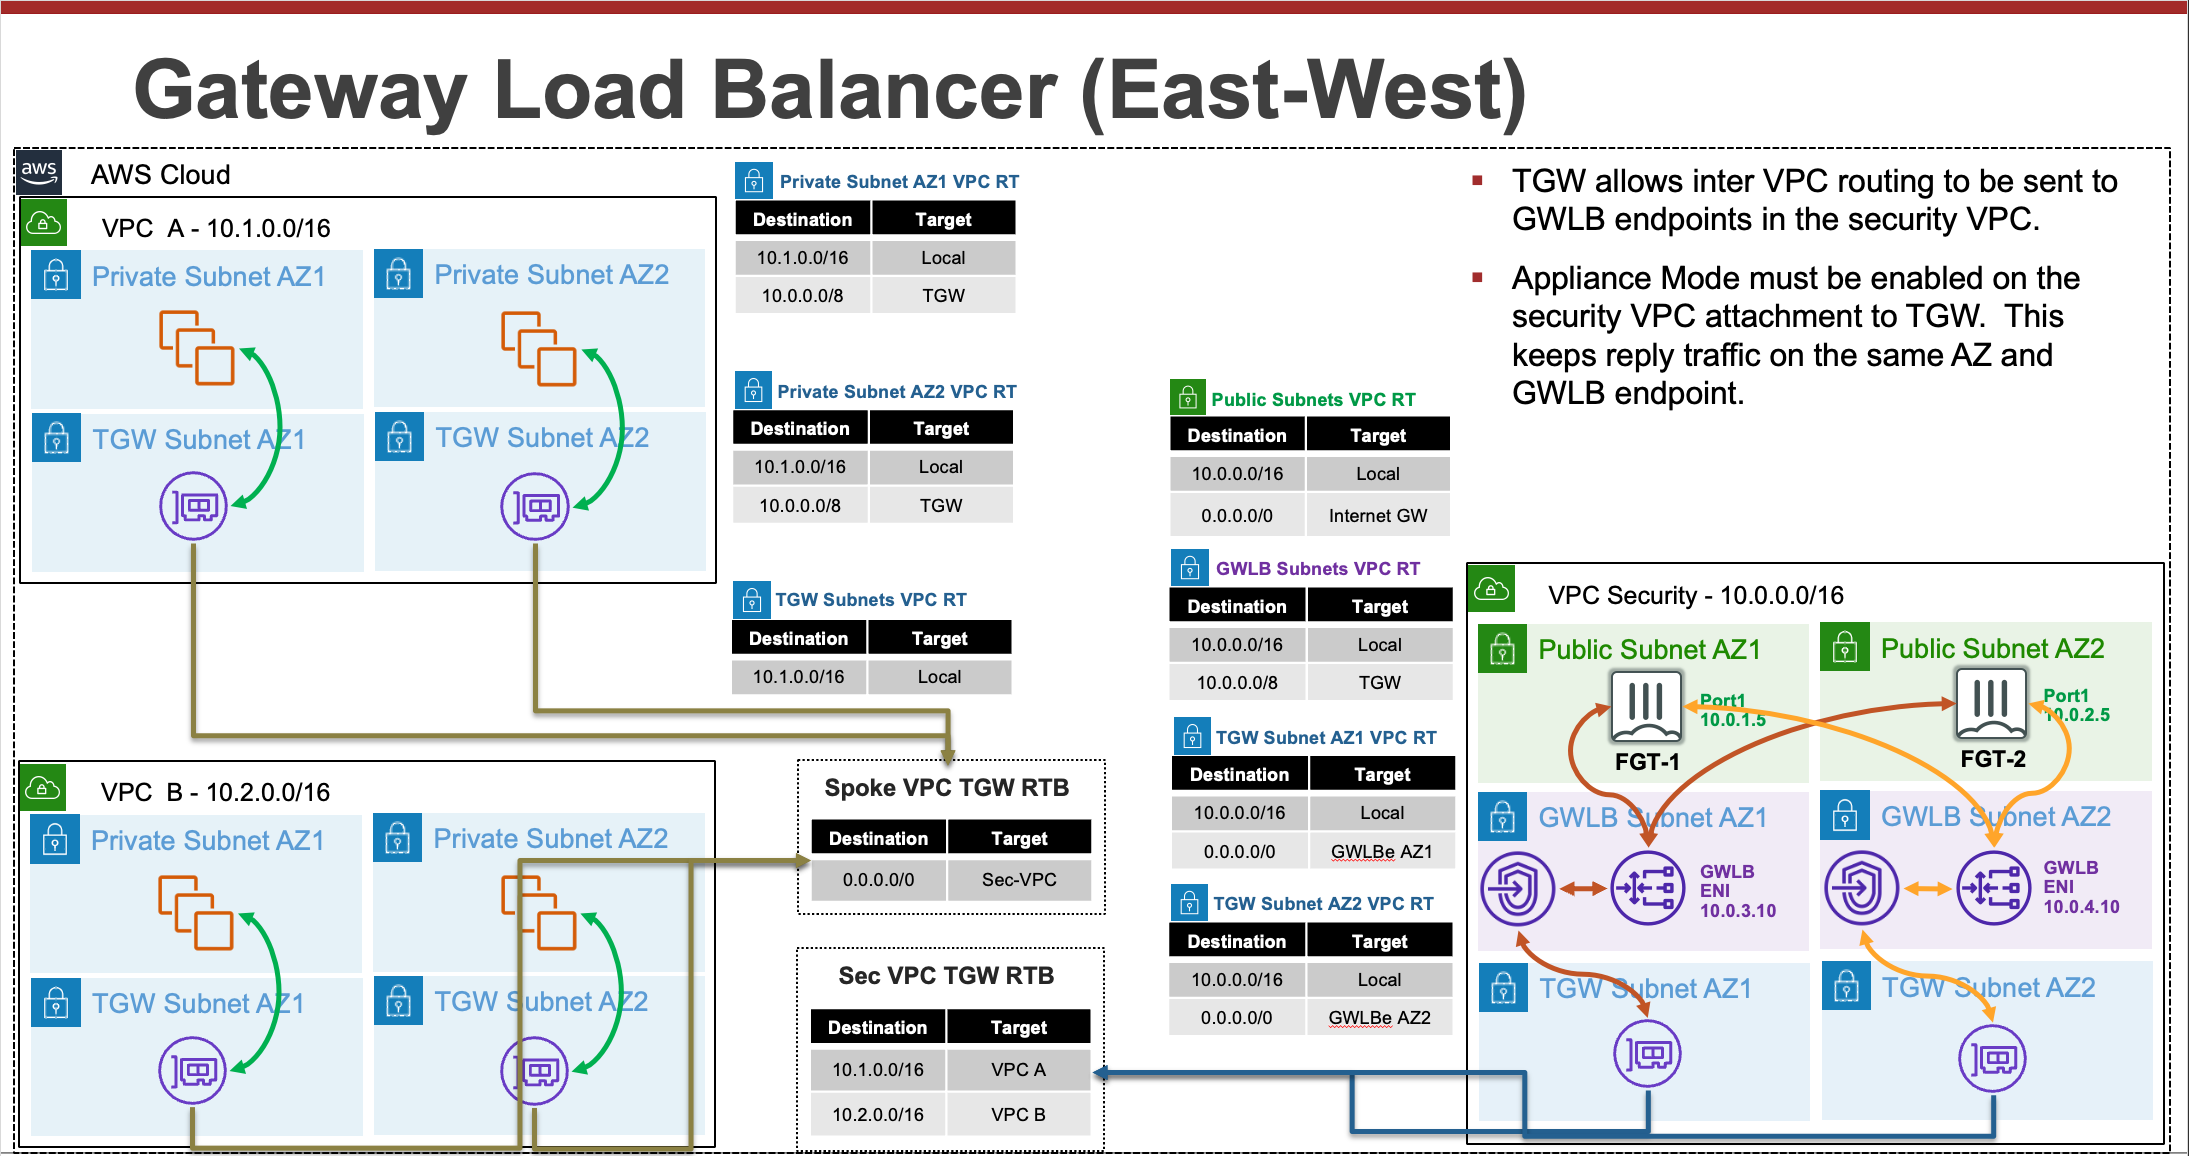 Gateway Load Balancer (East-West)
aws
AWS Cloud
VPC A - 10.1.0.0/16
Private Subnet AZ1
Private Subnet AZ2
TGW Subnet AZ1
TGW Subnet AZ2
VPC B - 10.2.0.0/16
Private Subnet AZ1
Private Subnet AZ2
TGW Subnet AZ1
TGW Subnet AZ2
Private Subnet AZ1 VPC RT
Destination Target
10.1.0.0/16 Local
10.0.0.0/8 TGW
Private Subnet AZ2 VPC RT
Destination Target
10.1.0.0/16 Local
10.0.0.0/8 TGW
TGW Subnets VPC RT
Destination Target
10.1.0.0/16 Local
Spoke VPC TGW RTB
Destination Target
0.0.0.0/0 Sec-VPC
Sec VPC TGW RTB
Destination Target
10.1.0.0/16 VPC A
10.2.0.0/16 VPC B
Public Subnets VPC RT
Destination Target
10.0.0.0/16 Local
0.0.0.0/0 Internet GW
GWLB Subnets VPC RT
Destination Target
10.0.0.0/16 Local
10.0.0.0/8 TGW
TGW Subnet AZ1 VPC RT
Destination Target
10.0.0.0/16 Local
0.0.0.0/0 GWLBe AZ1
TGW Subnet AZ2 VPC RT
Destination Target
10.0.0.0/16 Local
0.0.0.0/0 GWLBe AZ2
▪ TGW allows inter VPC routing to be sent to
GWLB endpoints in the security VPC.
▪ Appliance Mode must be enabled on the
security VPC attachment to TGW. This
keeps reply traffic on the same AZ and
GWLB endpoint.
VPC Security - 10.0.0.0/16
Public Subnet AZ1
Port1
10.0.1.5
FGT-1
Public Subnet AZ2
Port1
10.0.2.5
FGT-2
GWLB Subnet AZ1
GWLB
ENI
10.0.3.10
GWLB Subnet AZ2
GWLB
ENI
10.0.4.10
TGW Subnet AZ1
TGW Subnet AZ2